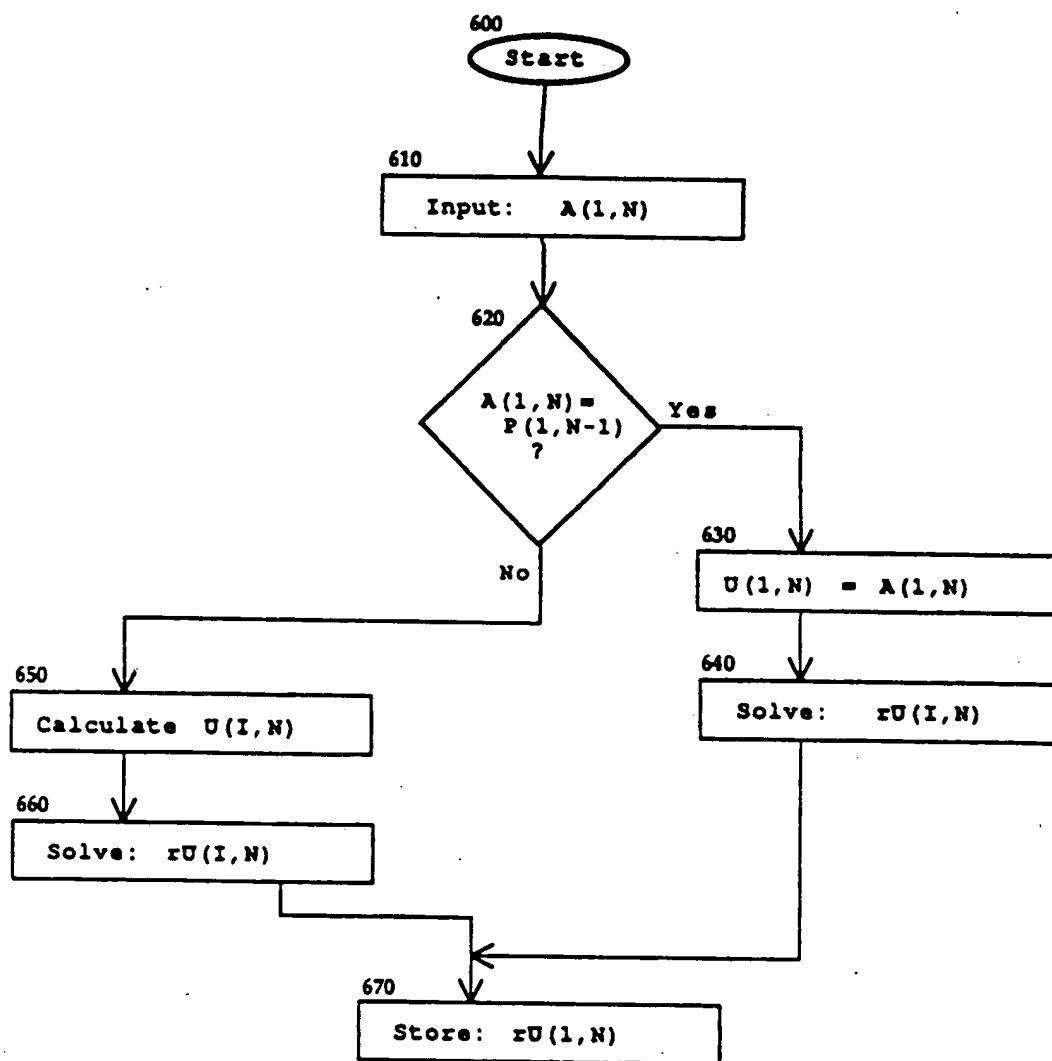 600
Start
610
Input: A(1,N)
620
A(1,N)=
P(1,N-1)
?
Yes
No
630
U(1,N) = A(1,N)
640
Solve: rU(I,N)
650
Calculate U(I,N)
660
Solve: rU(I,N)
670
Store: rU(1,N)